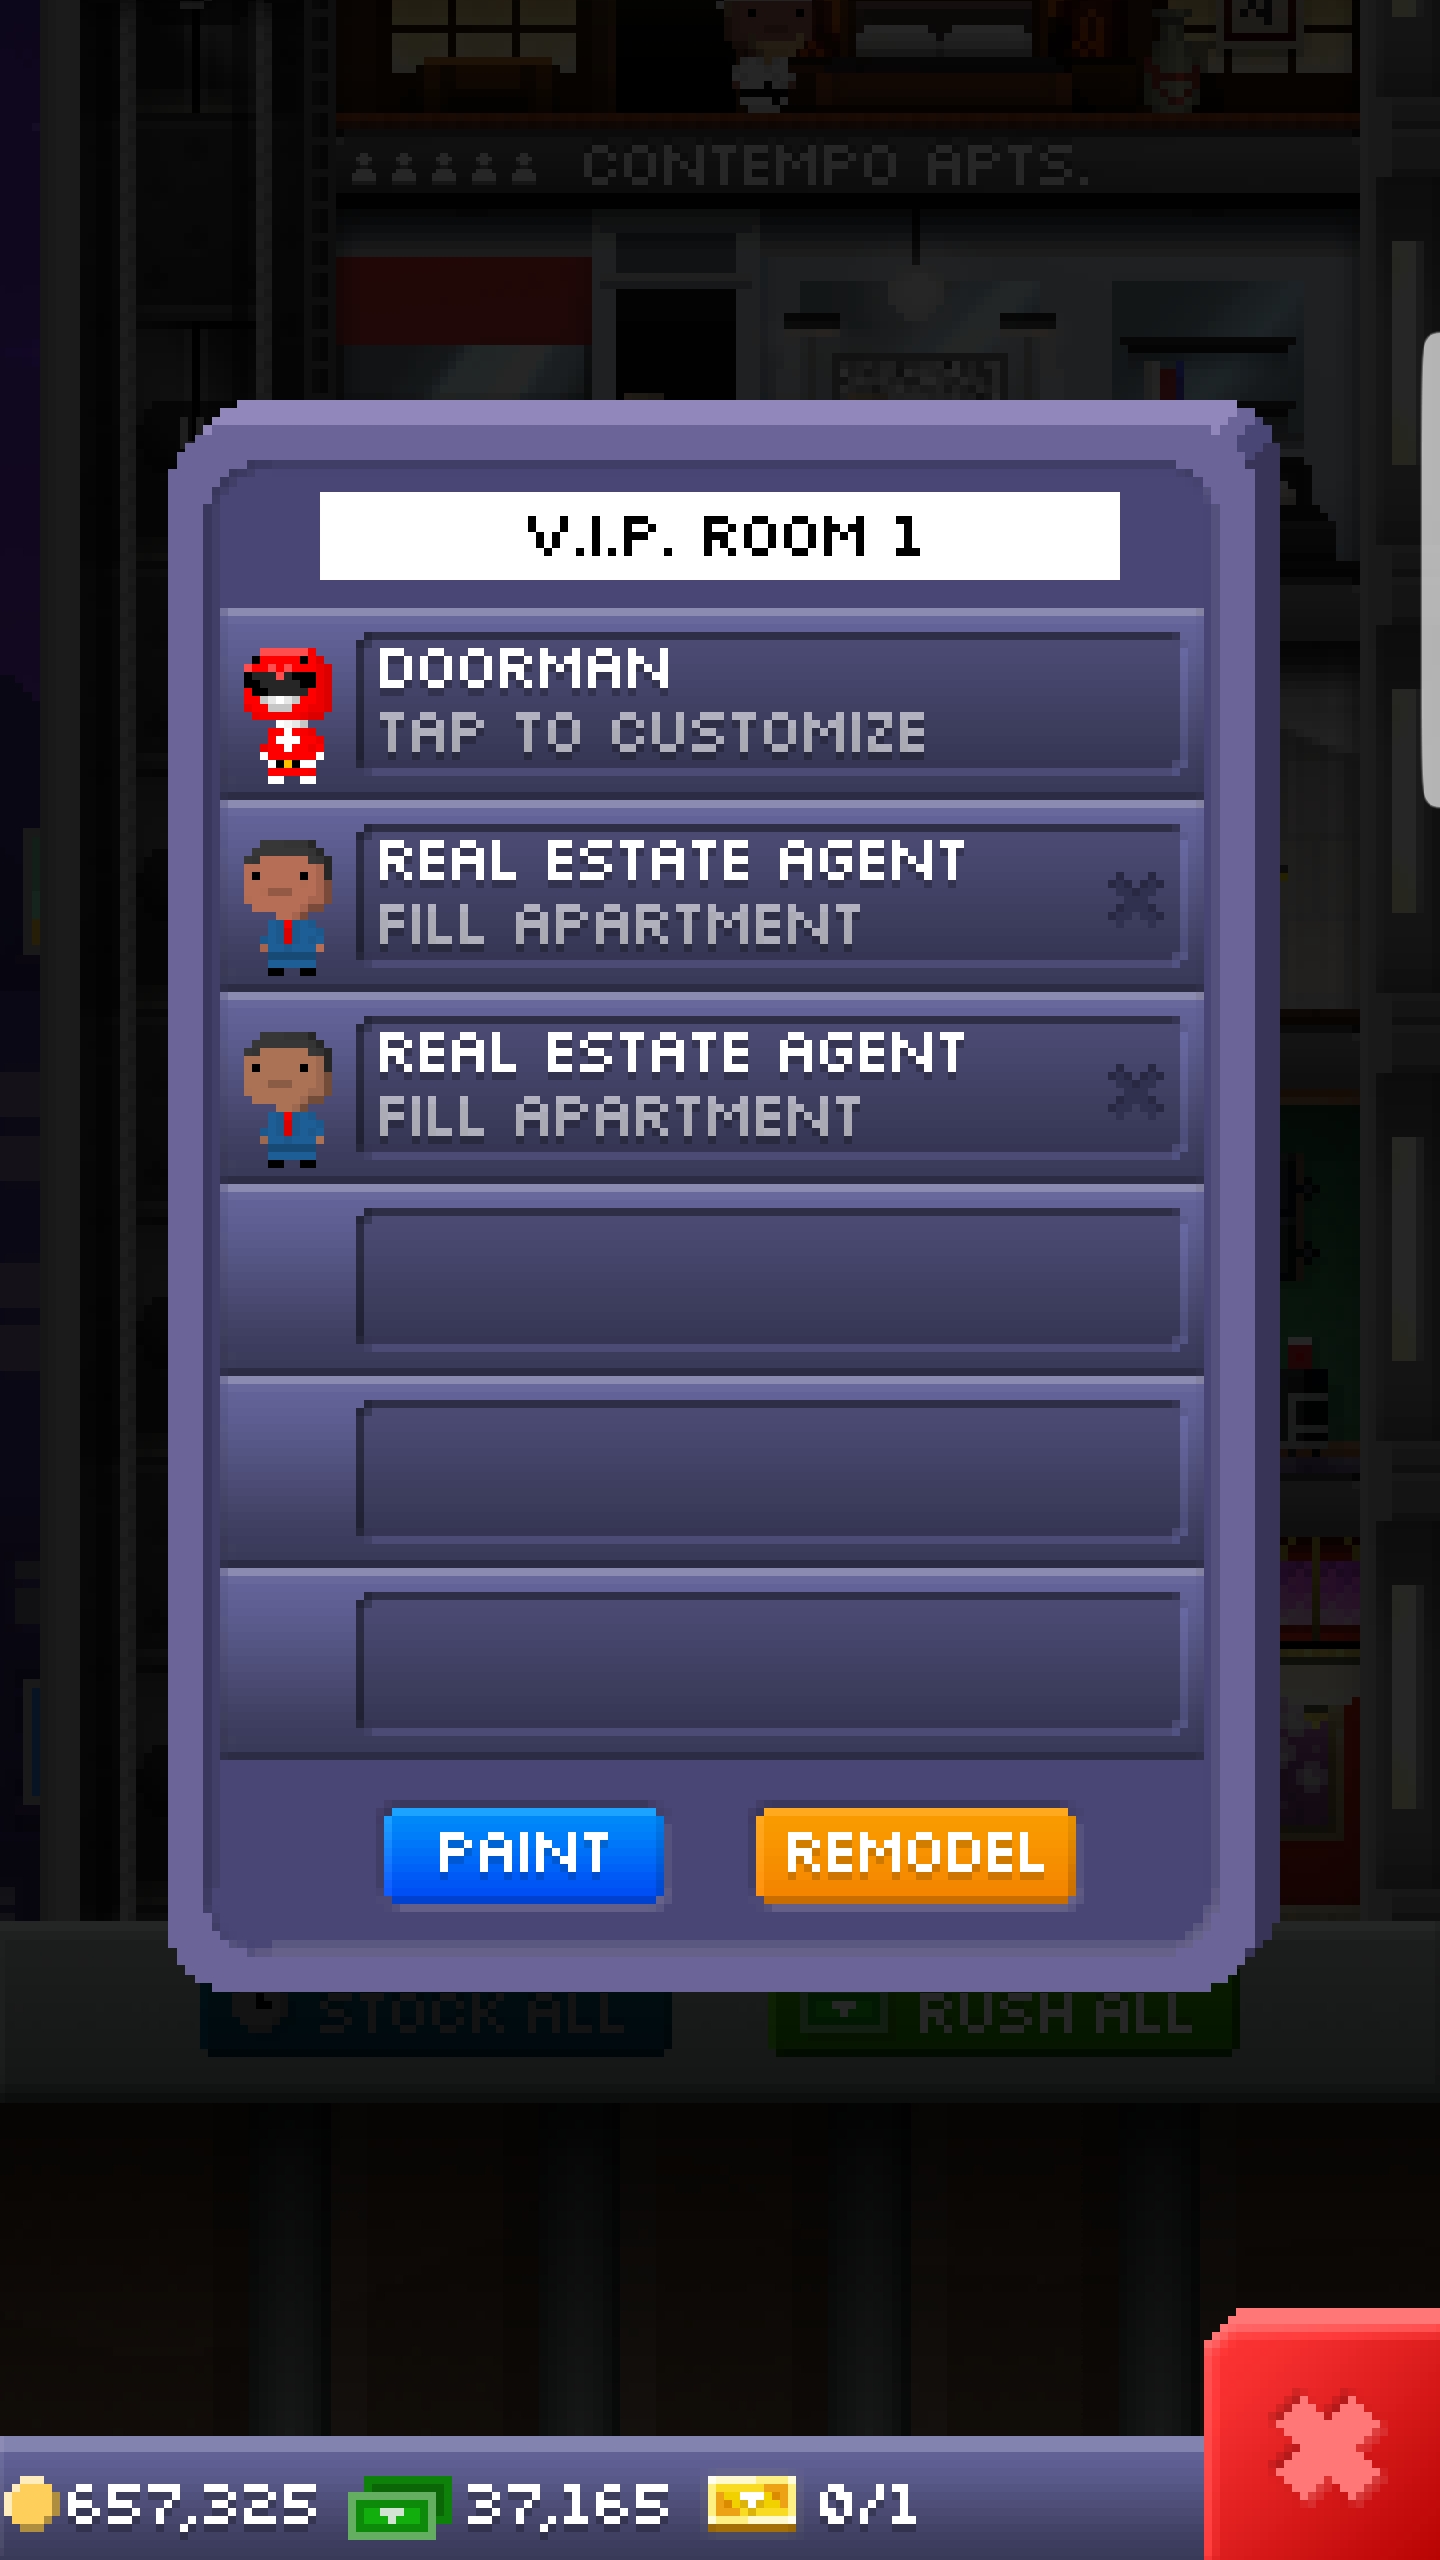 CONTEMPO APTS.
V.I.P. ROOM 1
DOORMAN
TAP TO CUSTOMIZE
REAL ESTATE AGENT
FILL APARTMENT
REAL ESTATE AGENT
FILL APARTMENT
PAINT
REMODEL
STOCK ALL
RUSH ALL
657,325
37,165
0/1